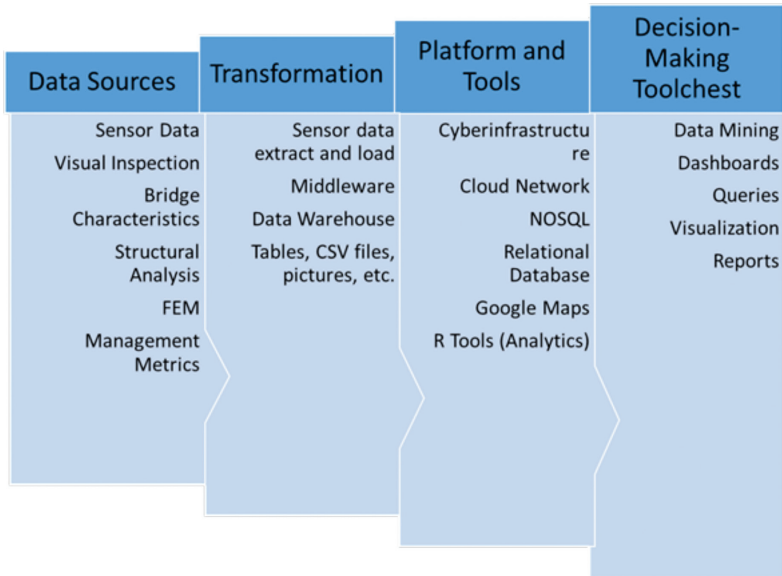 Data Sources
Sensor Data
Visual Inspection
Bridge
Characteristics
Structural
Analysis
FEM
Management
Metrics
Transformation
Sensor data
extract and load
Middleware
Data Warehouse
Tables, CSV files,
pictures, etc.
Platform and
Tools
Cyberinfrastructu
re
Cloud Network
NOSQL
Relational
Database
Google Maps
R Tools (Analytics)
Decision-
Making
Toolchest
Data Mining
Dashboards
Queries
Visualization
Reports